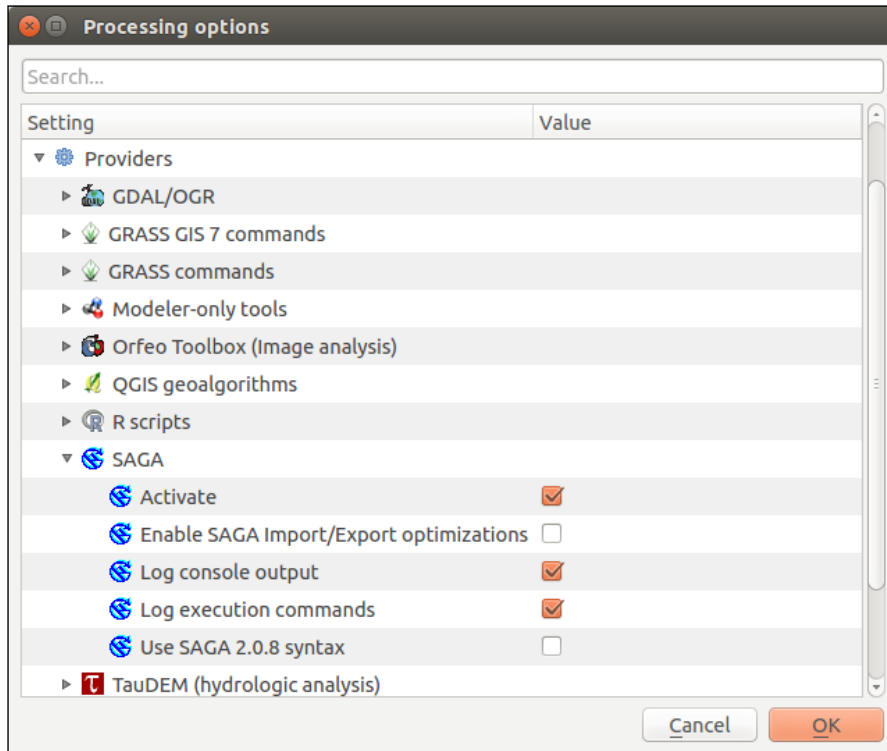 Processing options
Search...
Setting Value
Providers
GDAL/OGR
GRASS GIS 7 commands
GRASS commands
Modeler-only tools
Orfeo Toolbox (Image analysis)
QGIS geoalgorithms
R scripts
SAGA
Activate
Enable SAGA Import/Export optimizations
Log console output
Log execution commands
Use SAGA 2.0.8 syntax
TauDEM (hydrologic analysis)
Cancel OK